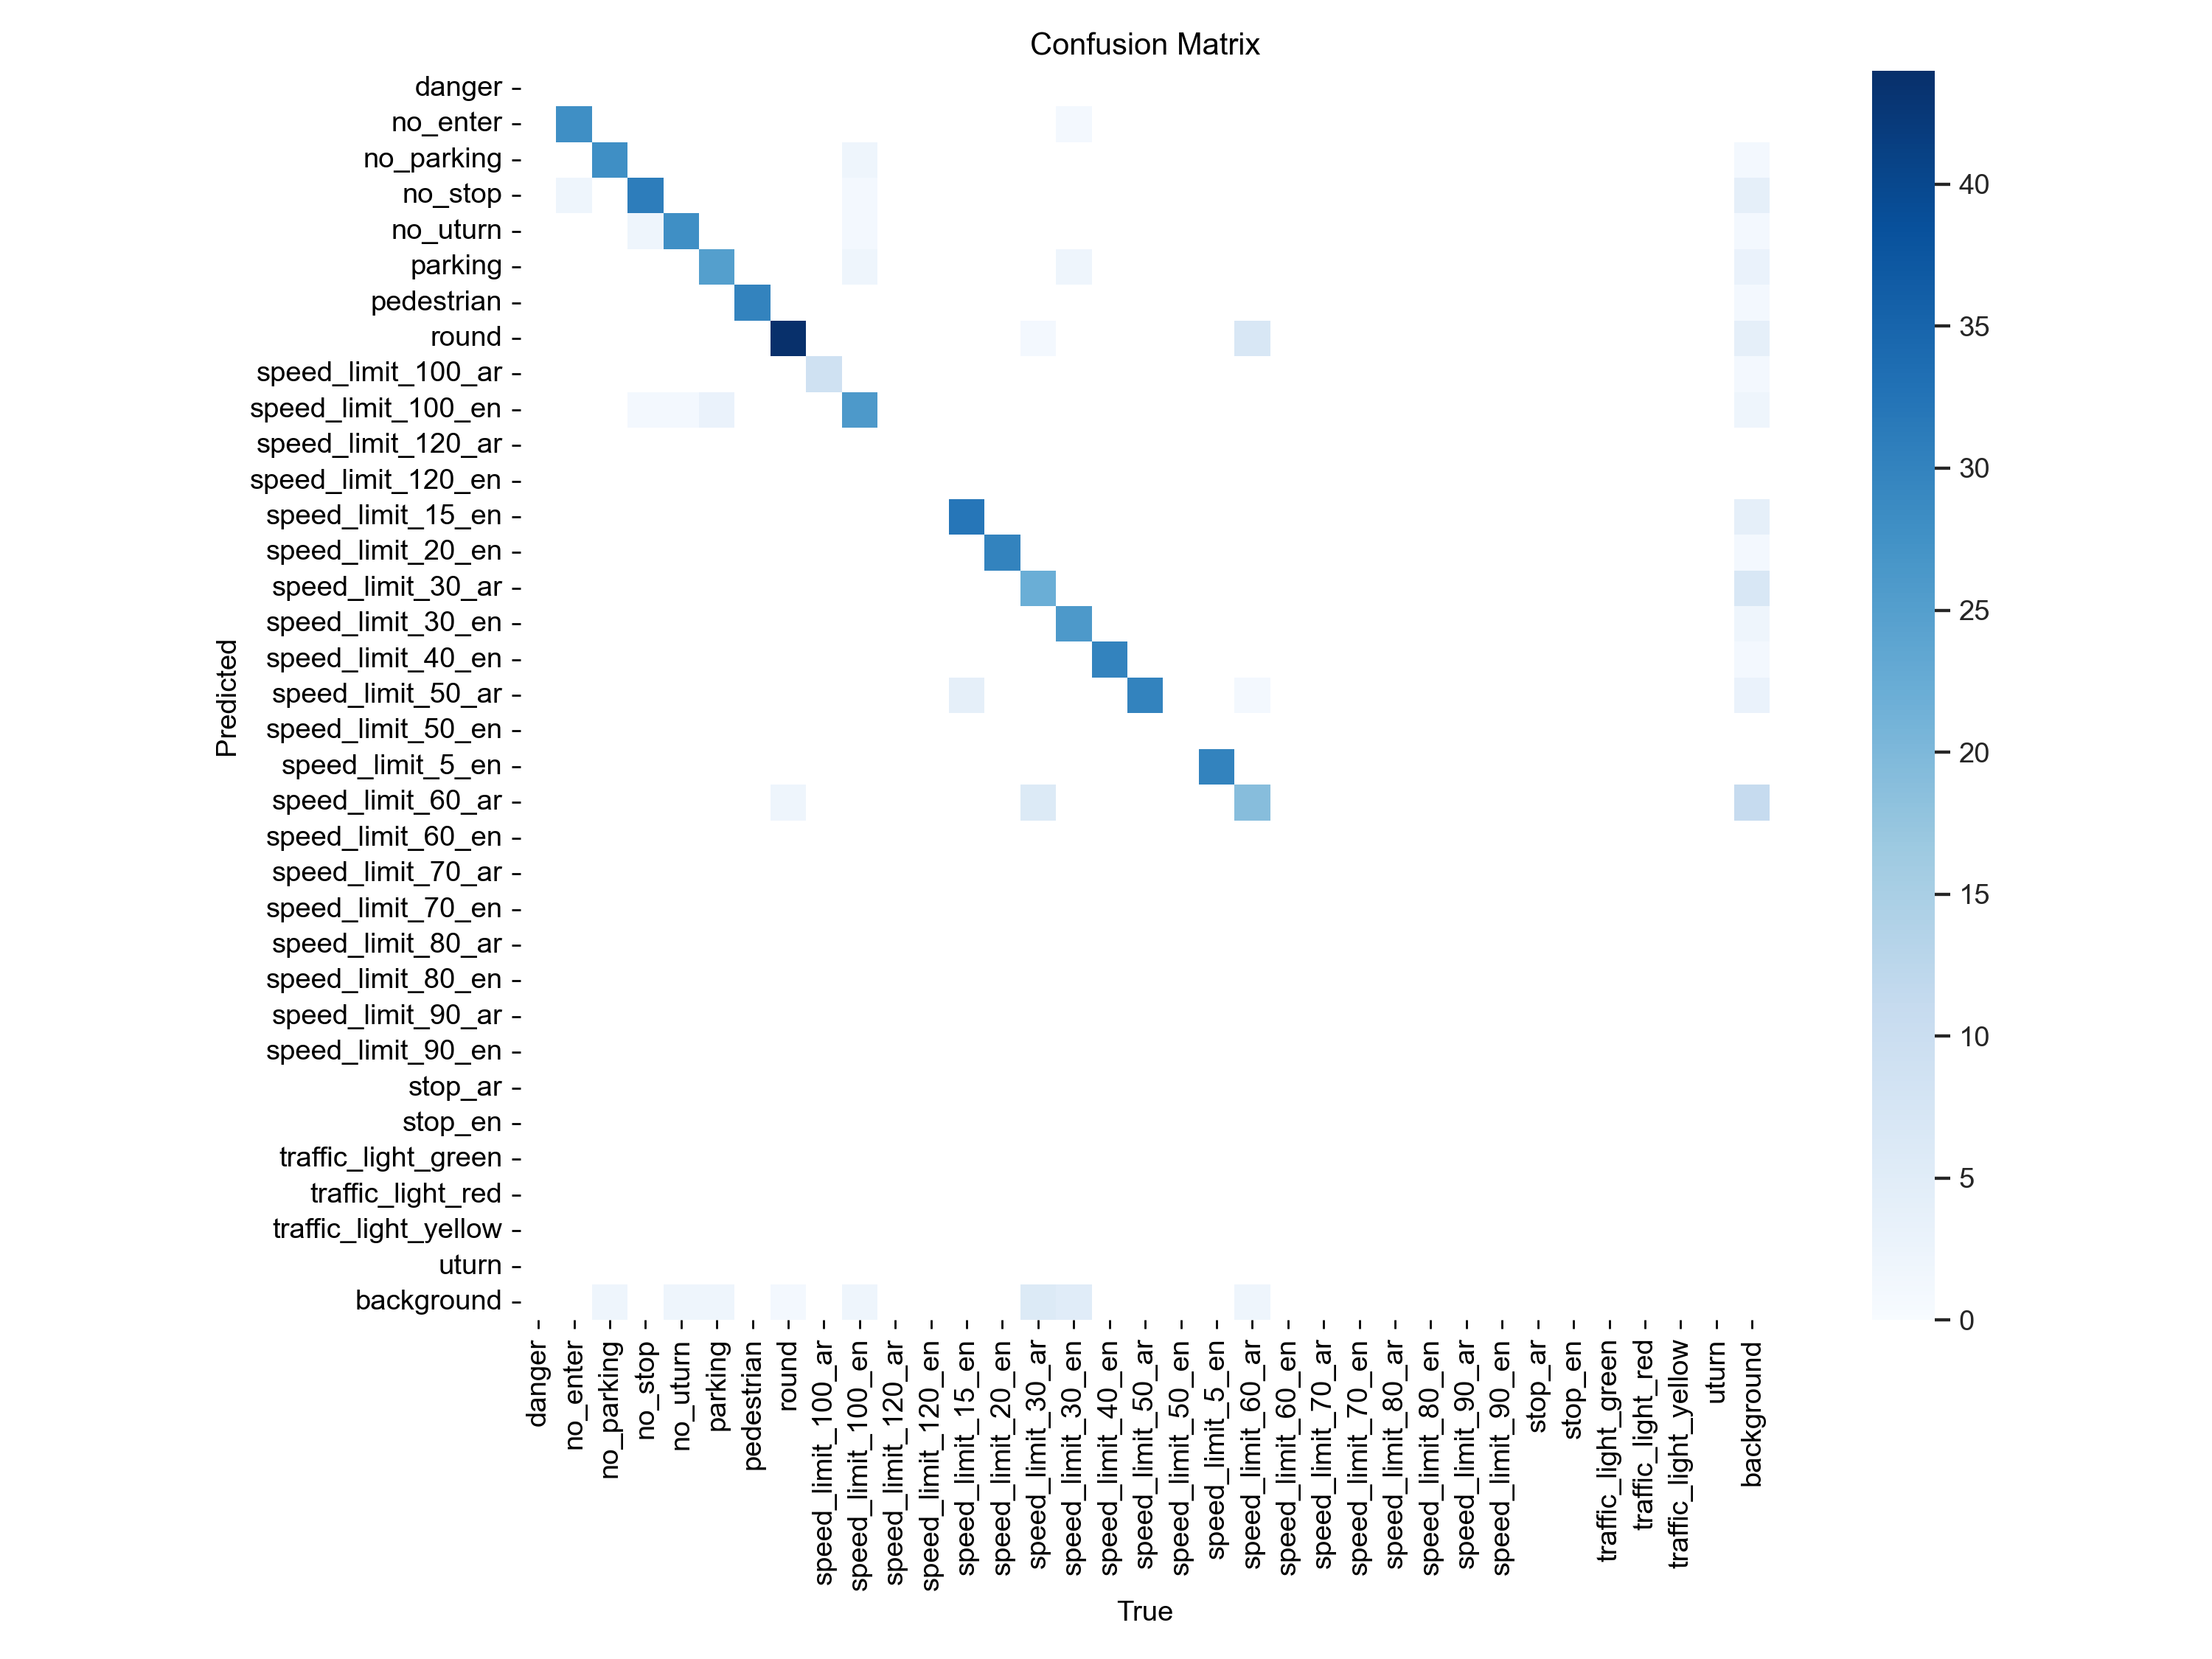 Confusion Matrix
danger
no_enter
no_parking
no_stop
no_uturn
parking
pedestrian
round
speed_limit_100_ar
speed_limit_100_en
speed_limit_120_ar
speed_limit_120_en
speed_limit_15_en
speed_limit_20_en
speed_limit_30_ar
speed_limit_30_en
speed_limit_40_en
speed_limit_50_ar
speed_limit_50_en
speed_limit_5_en
speed_limit_60_ar
speed_limit_60_en
speed_limit_70_ar
speed_limit_70_en
speed_limit_80_ar
speed_limit_80_en
speed_limit_90_ar
speed_limit_90_en
stop_ar
stop_en
traffic_light_green
traffic_light_red
traffic_light_yellow
uturn
background
Predicted
danger
no_enter
no_parking
no_stop
no_uturn
parking
pedestrian
round
speed_limit_100_ar
speed_limit_100_en
speed_limit_120_ar
speed_limit_120_en
speed_limit_15_en
speed_limit_20_en
speed_limit_30_ar
speed_limit_30_en
speed_limit_40_en
speed_limit_50_ar
speed_limit_50_en
speed_limit_5_en
speed_limit_60_ar
speed_limit_60_en
speed_limit_70_ar
speed_limit_70_en
speed_limit_80_ar
speed_limit_80_en
speed_limit_90_ar
speed_limit_90_en
stop_ar
stop_en
traffic_light_green
traffic_light_red
traffic_light_yellow
uturn
background
True
40
35
30
25
20
15
10
5
0